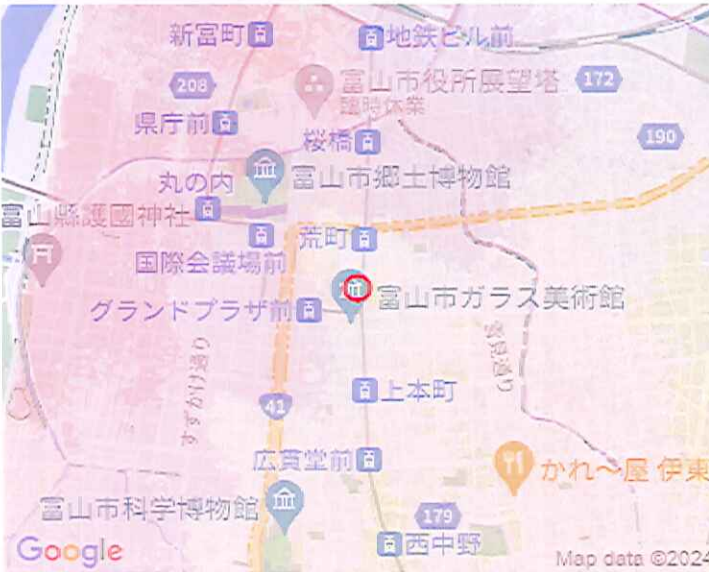 新富町
地鉄ビル前
208
富山市役所展望塔
臨時休業
172
県庁前
桜橋
190
丸の内
富山市郷土博物館
富山縣護國神社
国際会議場前
荒町
グランドプラザ前
富山市ガラス美術館
すずかけ通り
雪見通り
41
上本町
広貫堂前
かれ〜屋 伊東
富山市科学博物館
179
西中野
Google
Map data ©2024